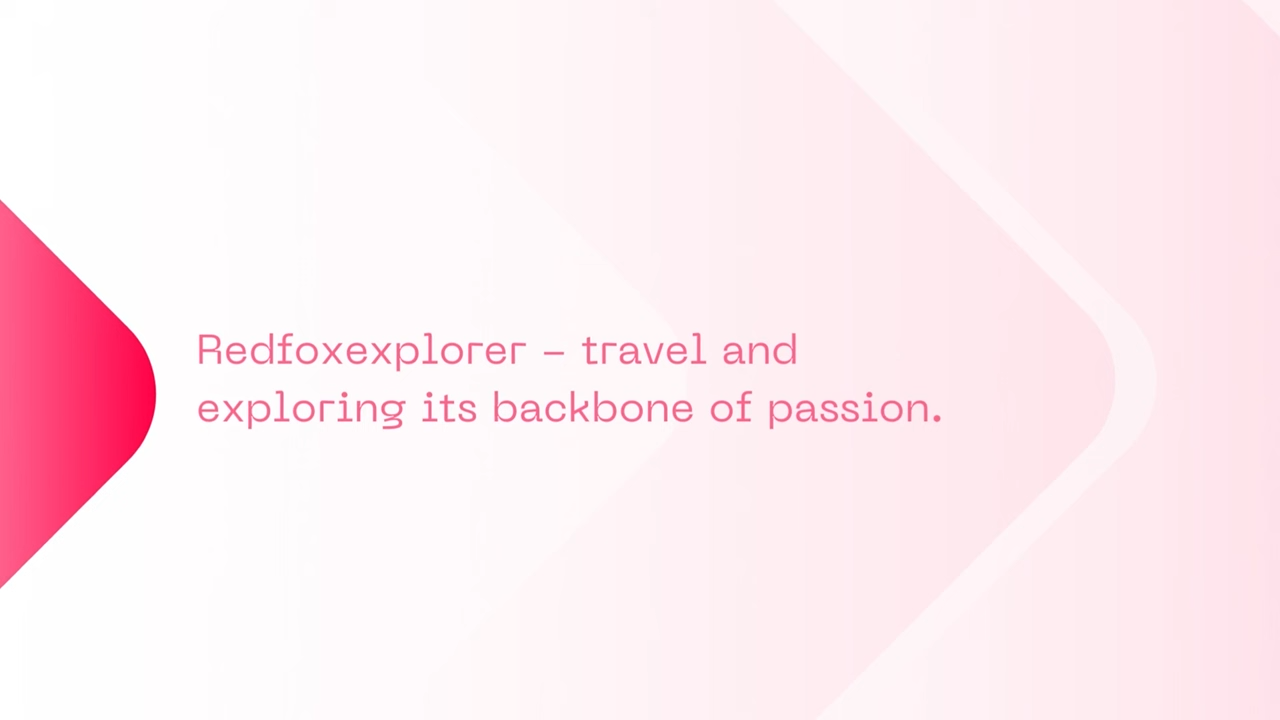 Redfoxexplorer – travel and
exploring its backbone of passion.